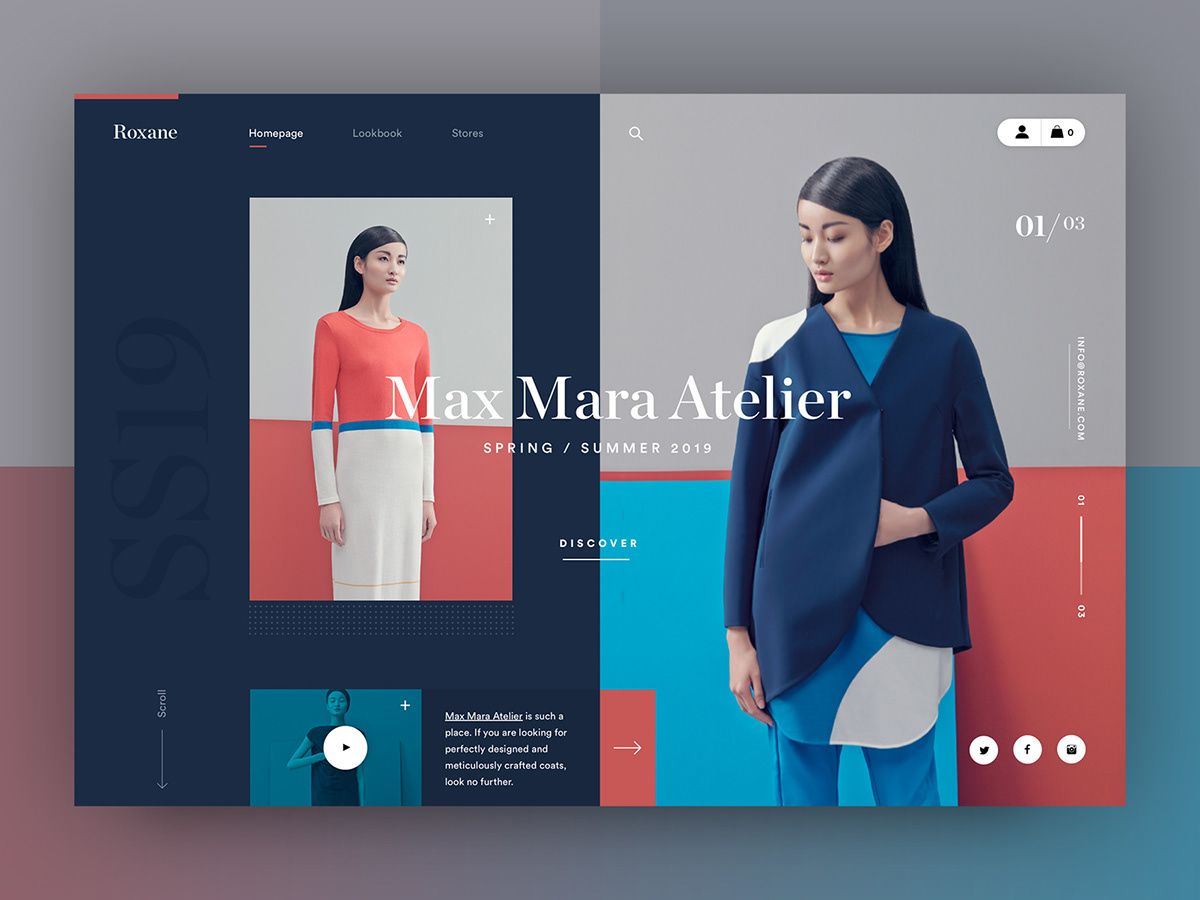 Roxane
Homepage
Lookbook
Stores
0
01/03
SS19
Max Mara Atelier
SPRING / SUMMER 2019
DISCOVER
INFO@ROXANE.COM
01
03
Scroll
Max Mara Atelier is such a
place. If you are looking for
perfectly designed and
meticulously crafted coats,
look no further.
f